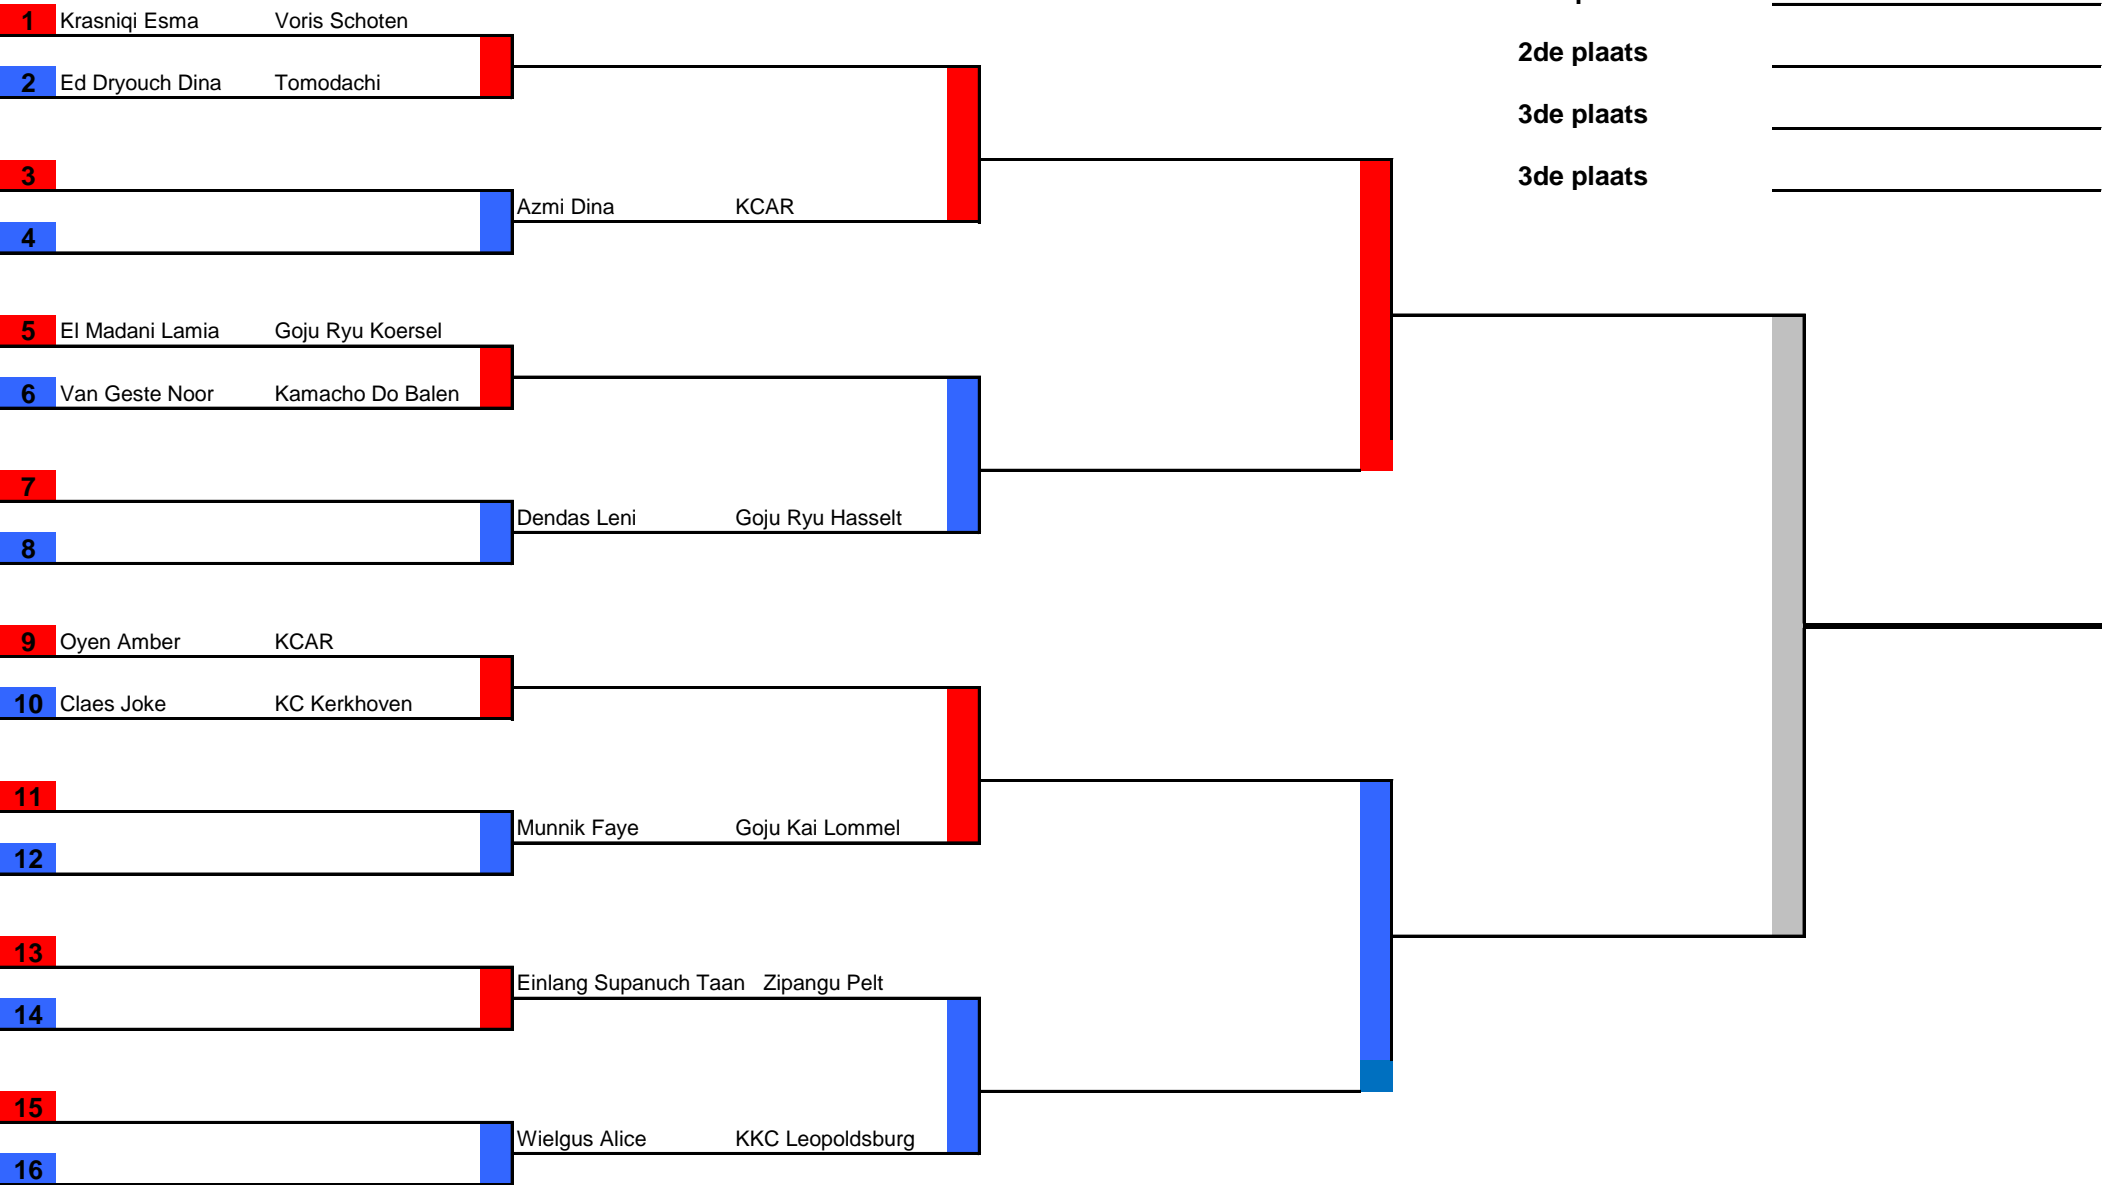 1 Krasniqi Esma Voris Schoten
2de plaats
2 Ed Dryouch Dina Tomodachi
3de plaats
3
3de plaats
Azmi Dina KCAR
4
5 El Madani Lamia Goju Ryu Koersel
6 Van Geste Noor Kamacho Do Balen
7
Dendas Leni Goju Ryu Hasselt
8
9 Oyen Amber KCAR
10 Claes Joke KC Kerkhoven
11
Munnik Faye Goju Kai Lommel
12
13
Einlang Supanuch Taan Zipangu Pelt
14
15
Wielgus Alice KKC Leopoldsburg
16